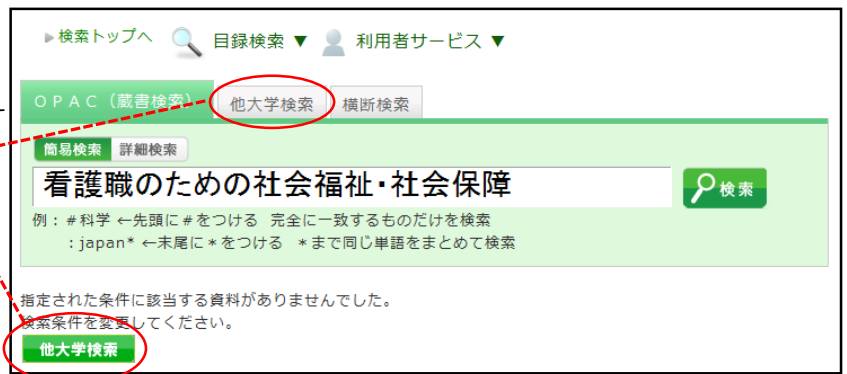 ▶検索トップへ 目録検索 ▼ 利用者サービス ▼
OPAC(蔵書検索) 他大学検索 横断検索
簡易検索 詳細検索
看護職のための社会福祉・社会保障 検索
例:#科学 ←先頭に#をつける 完全に一致するものだけを検索
:japan* ←末尾に*をつける *まで同じ単語をまとめて検索
指定された条件に該当する資料がありませんでした。
検索条件を変更してください。
他大学検索